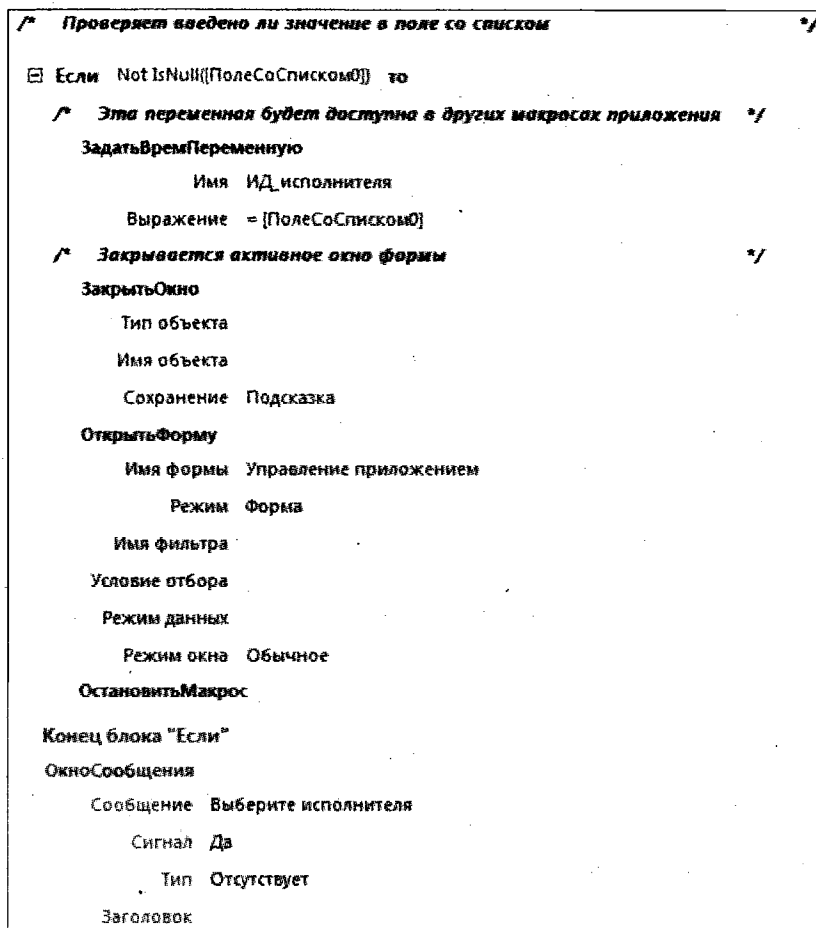 /* Проверяет введено ли значение в поле со списком */
Если Not IsNull([ПолеСоСписком0]) то
/* Эта переменная будет доступна в других макросах приложения */
ЗадатьВремПеременную
Имя ИД_исполнителя
Выражение = [ПолеСоСписком0]
/* Закрывается активное окно формы */
ЗакрытьОкно
Тип объекта
Имя объекта
Сохранение Подсказка
ОткрытьФорму
Имя формы Управление приложением
Режим Форма
Имя фильтра
Условие отбора
Режим данных
Режим окна Обычное
ОстановитьМакрос
Конец блока "Если"
ОкноСообщения
Сообщение Выберите исполнителя
Сигнал Да
Тип Отсутствует
Заголовок